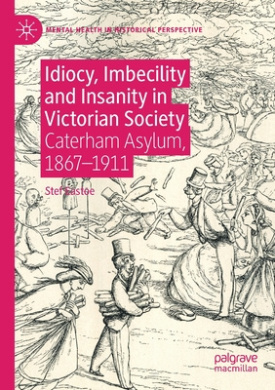 MENTAL HEALTH IN HISTORICAL PERSPECTIVE
Idiocy, Imbecility
and Insanity in
Victorian Society
Caterham Asylum,
1867–1911
Stef Eastoe
palgrave
macmillan